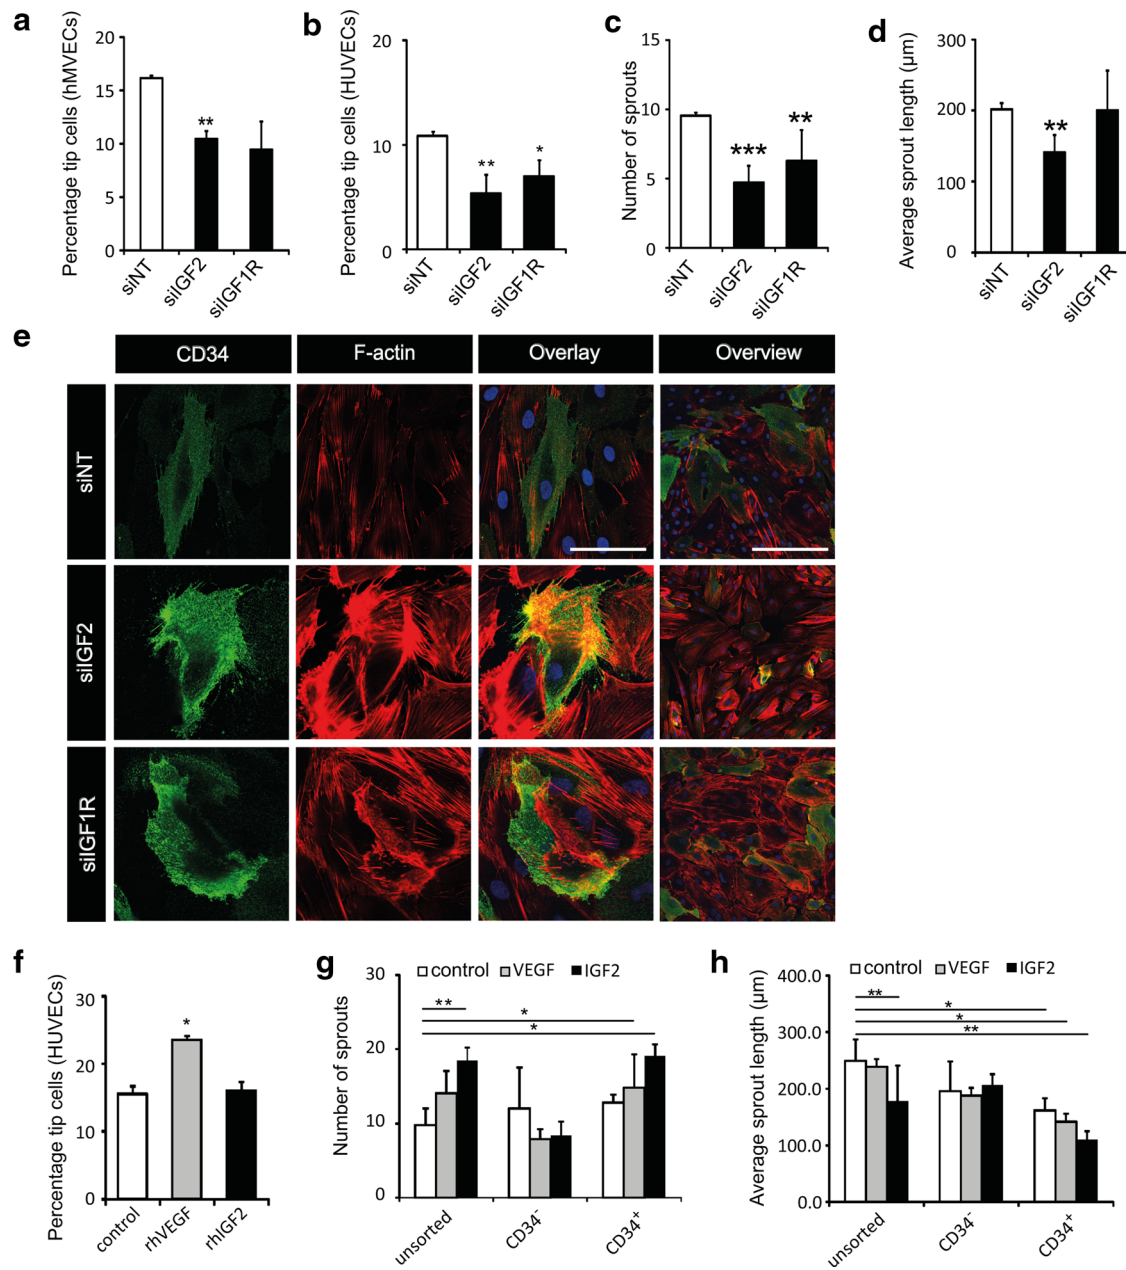 a
Percentage tip cells (hMVECs)
20
15
10
5
0
**
siNT
siIGF2
siIGF1R
b
Percentage tip cells (HUVECs)
20
10
0
**
*
siNT
siIGF2
siIGF1R
c
Number of sprouts
15
10
5
0
***
**
siNT
siIGF2
siIGF1R
d
Average sprout length (µm)
300
200
100
0
**
siNT
siIGF2
siIGF1R
e
CD34 F-actin Overlay Overview
siNT
siIGF2
siIGF1R
f
Percentage tip cells (HUVECs)
30
20
10
0
*
control
rhVEGF
rhIGF2
g
control VEGF IGF2
Number of sprouts
30
20
10
0
**
*
*
unsorted
CD34⁻
CD34⁺
h
control VEGF IGF2
Average sprout length (µm)
400.0
300.0
200.0
100.0
0.0
**
*
*
**
unsorted
CD34⁻
CD34⁺